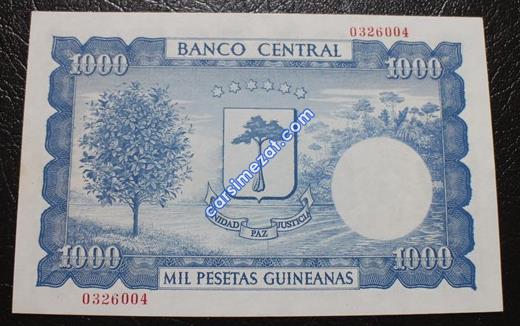 0326004
BANCO CENTRAL
1000 1000
carsimezat.com
UNIDAD PAZ JUSTICIA
1000 1000
MIL PESETAS GUINEANAS
0326004